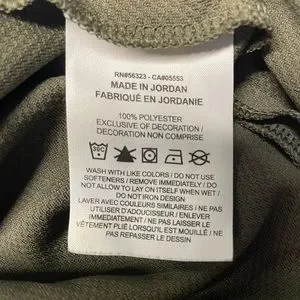 RN#56323 - CA#05553
MADE IN JORDAN
FABRIQUÉ EN JORDANIE
100% POLYESTER
EXCLUSIVE OF DECORATION /
DECORATION NON COMPRISE
30C
WASH WITH LIKE COLORS / DO NOT USE
SOFTENERS / REMOVE IMMEDIATELY / DO
NOT ALLOW TO LAY ON ITSELF WHEN WET /
DO NOT IRON DESIGN
LAVER AVEC COULEURS SIMILAIRES / NE PAS
UTILISER D'ADOUCISSEUR / ENLEVER
IMMÉDIATEMENT / NE PAS LAISSER LE
VÊTEMENT PLIÉ LORSQU'IL EST MOUILLÉ / NE
PAS REPASSER LE DESSIN